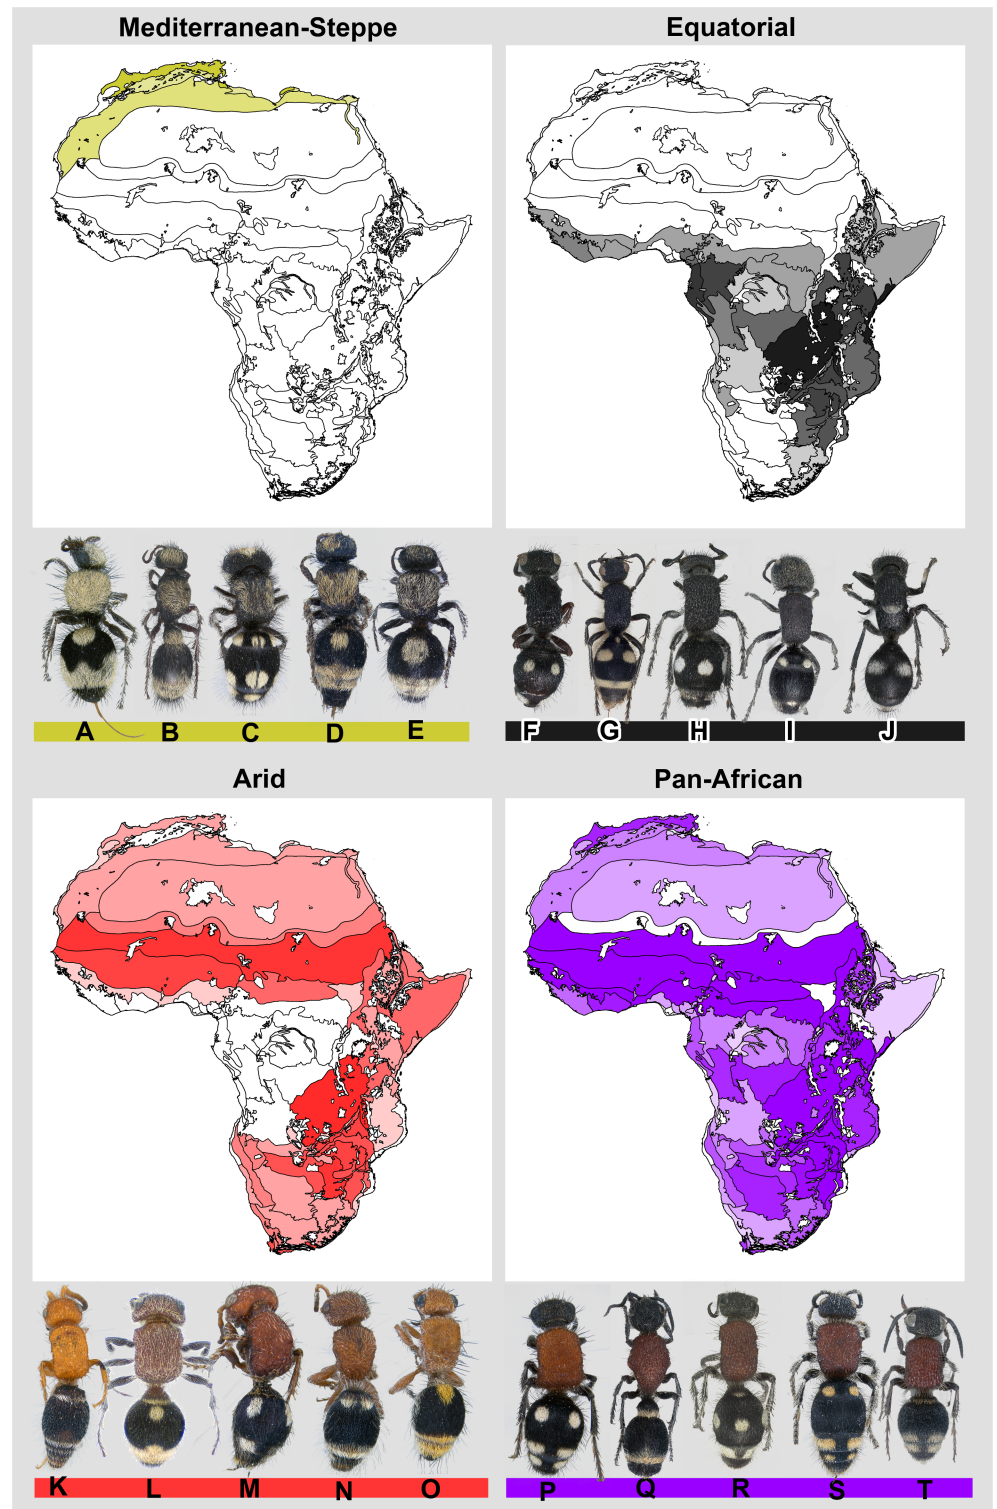 Mediterranean-Steppe
Equatorial
A B C D E
F G H I J
Arid
Pan-African
K L M N O
P Q R S T